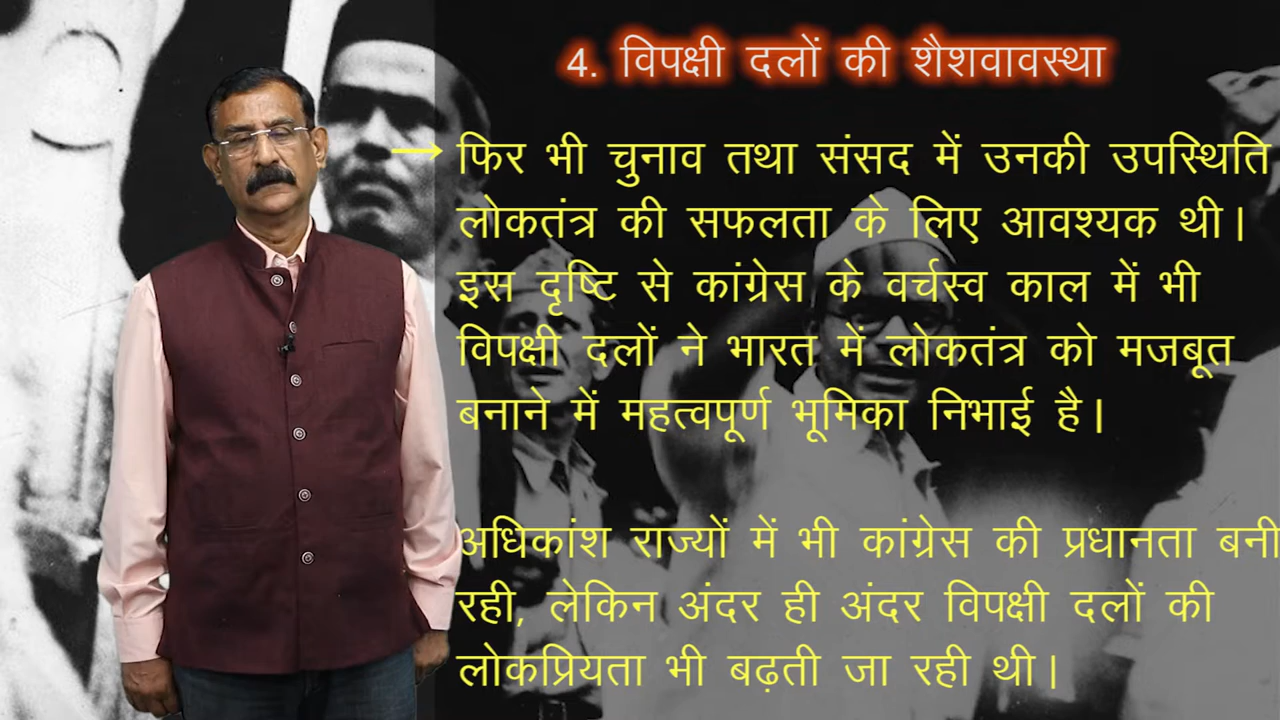 4. विपक्षी दलों की शैशवावस्था
फिर भी चुनाव तथा संसद में उनकी उपस्थिति
लोकतंत्र की सफलता के लिए आवश्यक थी।
इस दृष्टि से कांग्रेस के वर्चस्व काल में भी
विपक्षी दलों ने भारत में लोकतंत्र को मजबूत
बनाने में महत्वपूर्ण भूमिका निभाई है।
अधिकांश राज्यों में भी कांग्रेस की प्रधानता बनी
रही, लेकिन अंदर ही अंदर विपक्षी दलों की
लोकप्रियता भी बढ़ती जा रही थी।